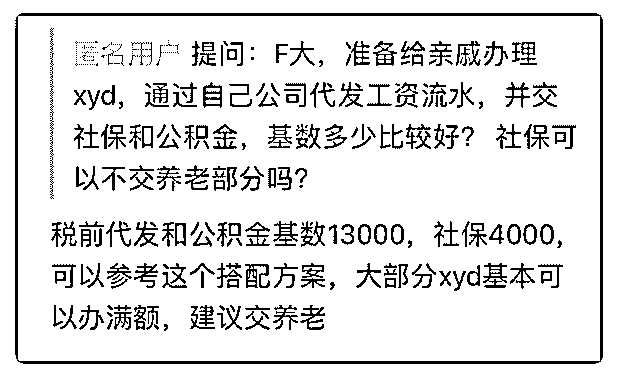 匿名用户 提问：F大，准备给亲戚办理
xyd，通过自己公司代发工资流水，并交
社保和公积金，基数多少比较好？ 社保可
以不交养老部分吗？
税前代发和公积金基数13000，社保4000，
可以参考这个搭配方案，大部分xyd基本可
以办满额，建议交养老